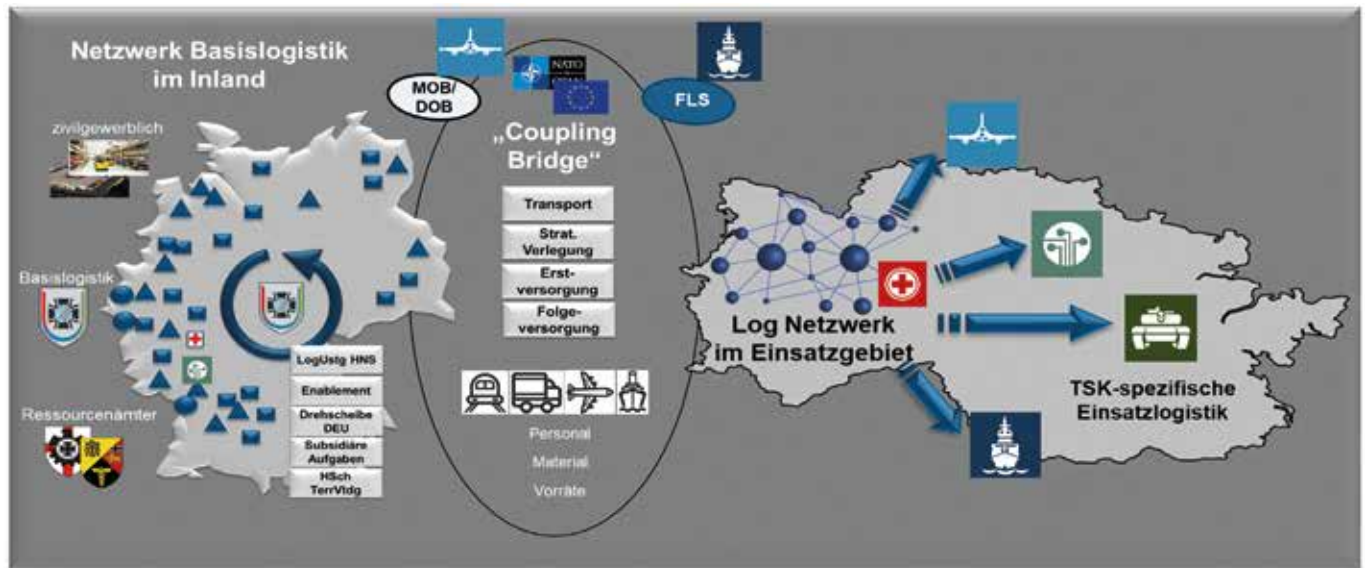 Netzwerk Basislogistik
im Inland
zivilgewerblich
Basislogistik
Ressourcenämter
LogUstg HNS
Enablement
Drehscheibe
DEU
Subsidiäre
Aufgaben
HSch
TerrVtdg
MOB/
DOB
NATO
OTAN
FLS
„Coupling
Bridge“
Transport
Strat.
Verlegung
Erst-
versorgung
Folge-
versorgung
Personal
Material
Vorräte
Log Netzwerk
im Einsatzgebiet
TSK-spezifische
Einsatzlogistik